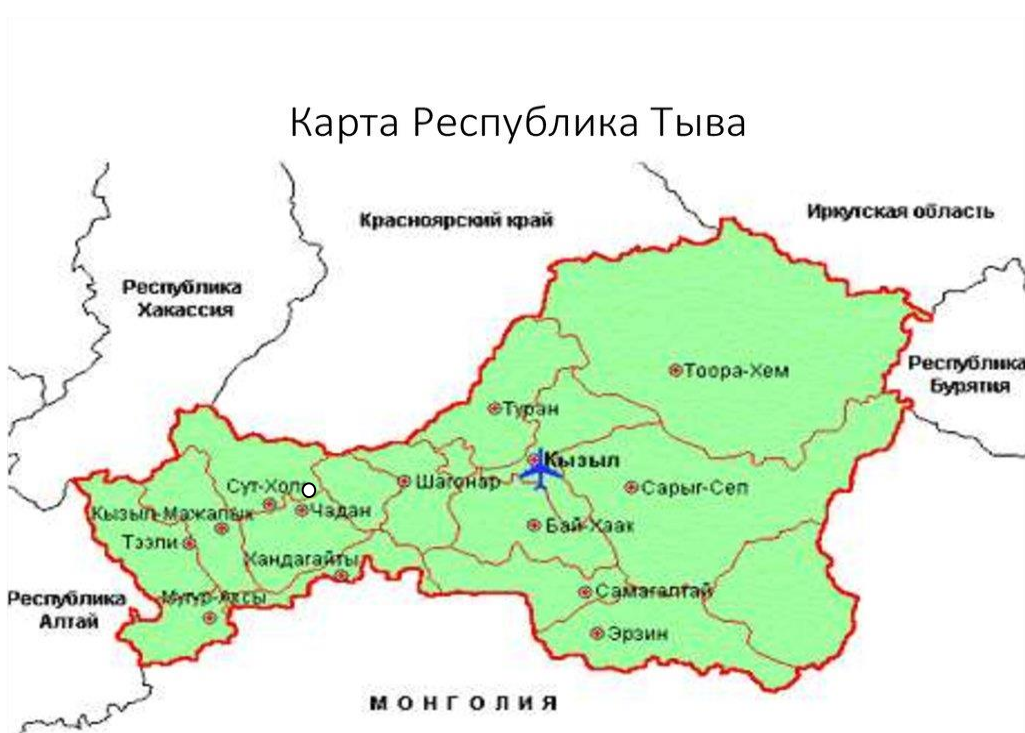 Карта Республика Тыва
Красноярский край
Иркутская область
Республика
Хакассия
Республика
Бурятия
Тоора-Хем
Туран
Кызыл
Шагонар
Сарыг-Сеп
Сут-Хол
Чадан
Кызыл-Мажалык
Бай-Хаак
Тээли
Хандагайты
Самагалтай
Мугур-Аксы
Республика
Алтай
Эрзин
МОНГОЛИЯ